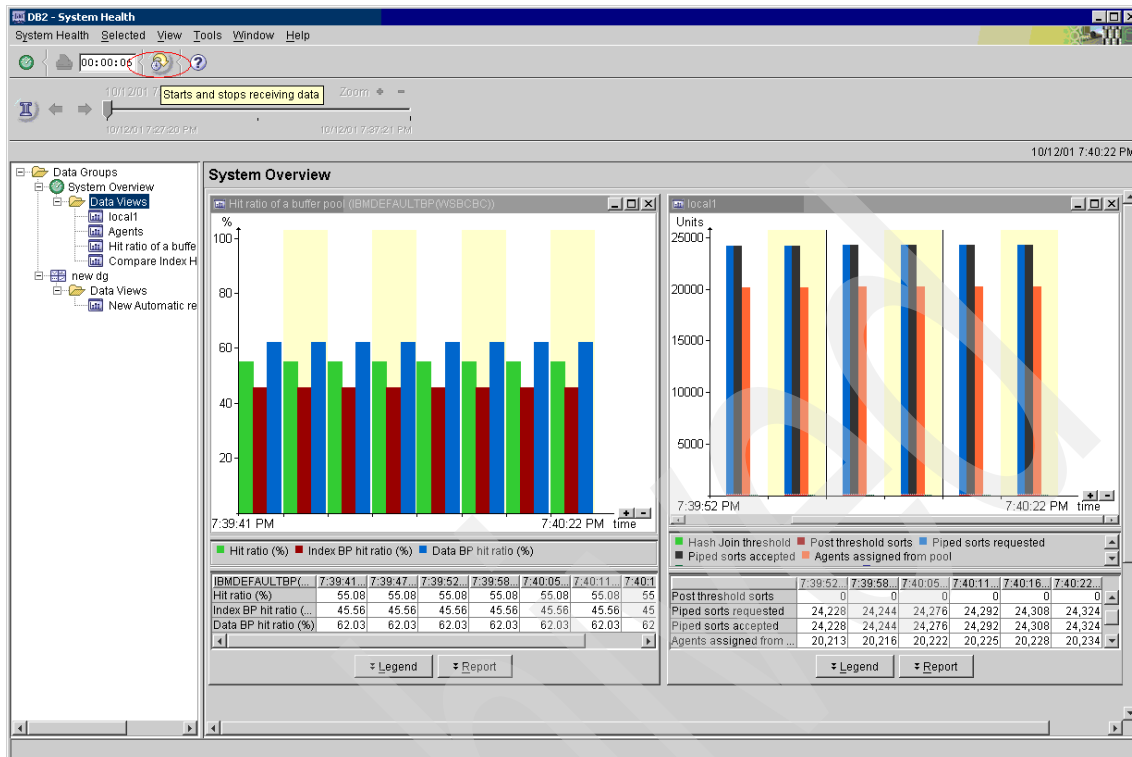 DB2 - System Health
System Health Selected View Tools Window Help
00:00:06
Starts and stops receiving data
Zoom + -
10/12/01 7:27:20 PM 10/12/01 7:37:21 PM
10/12/01 7:40:22 PM
Data Groups
System Overview
Data Views
local1
Agents
Hit ratio of a buffe
Compare Index H
new dg
Data Views
New Automatic re
System Overview
Hit ratio of a buffer pool (IBMDEFAULTBP(WSBCBC))
%
100
80
60
40
20
7:39:41 PM 7:40:22 PM time
Hit ratio (%) Index BP hit ratio (%) Data BP hit ratio (%)
IBMDEFAULTBP(... 7:39:41... 7:39:47... 7:39:52... 7:39:58... 7:40:05... 7:40:11... 7:40:1
Hit ratio (%) 55.08 55.08 55.08 55.08 55.08 55.08 55
Index BP hit ratio (... 45.56 45.56 45.56 45.56 45.56 45.56 45
Data BP hit ratio (%) 62.03 62.03 62.03 62.03 62.03 62.03 62
Legend Report
local1
Units
25000
20000
15000
10000
5000
7:39:52 PM 7:40:22 PM time
Hash Join threshold Post threshold sorts Piped sorts requested
Piped sorts accepted Agents assigned from pool
7:39:52... 7:39:58... 7:40:05... 7:40:11... 7:40:16... 7:40:22...
Post threshold sorts 0 0 0 0 0 0
Piped sorts requested 24,228 24,244 24,276 24,292 24,308 24,324
Piped sorts accepted 24,228 24,244 24,276 24,292 24,308 24,324
Agents assigned from ... 20,213 20,216 20,222 20,225 20,228 20,234
Legend Report